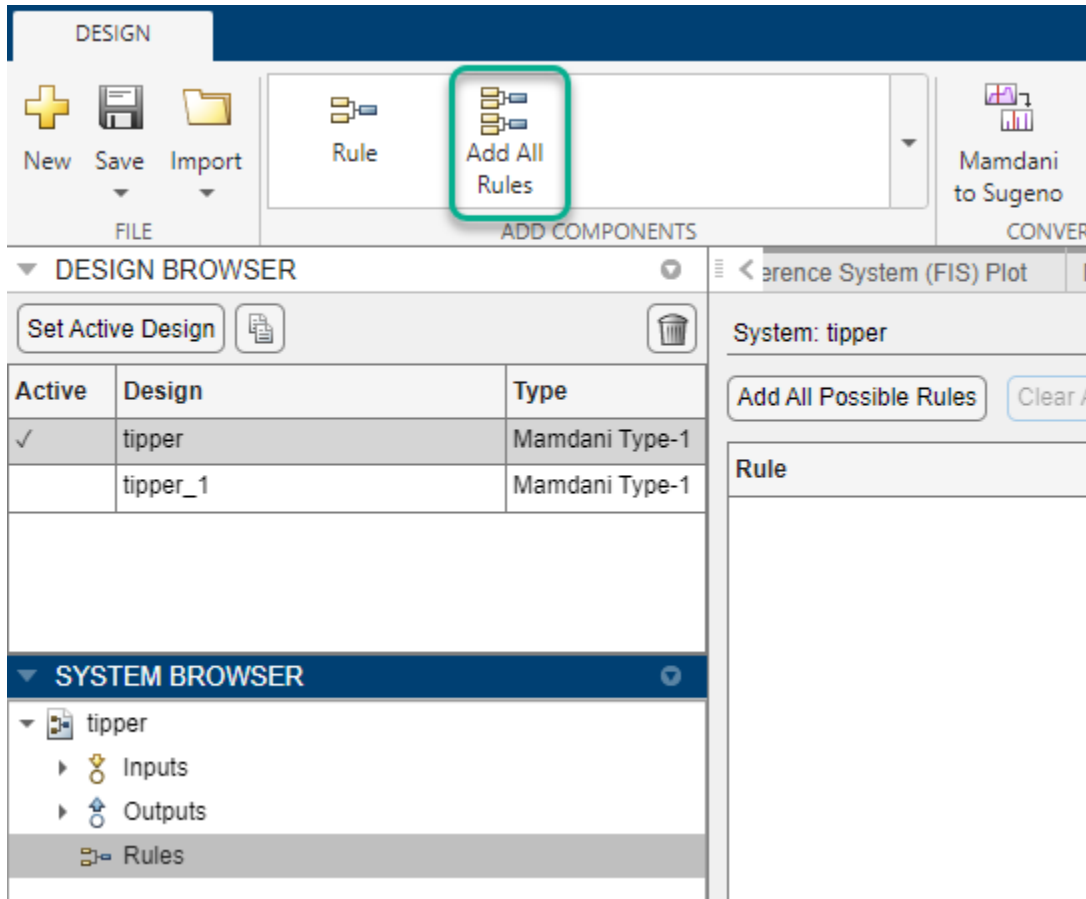 DESIGN
New
Save
Import
Rule
Add All
Rules
Mamdani
to Sugeno
FILE
ADD COMPONENTS
CONVER
DESIGN BROWSER
erence System (FIS) Plot
Set Active Design
System: tipper
Active Design Type
Add All Possible Rules
Clear A
✓ tipper Mamdani Type-1
Rule
tipper_1 Mamdani Type-1
SYSTEM BROWSER
tipper
Inputs
Outputs
Rules